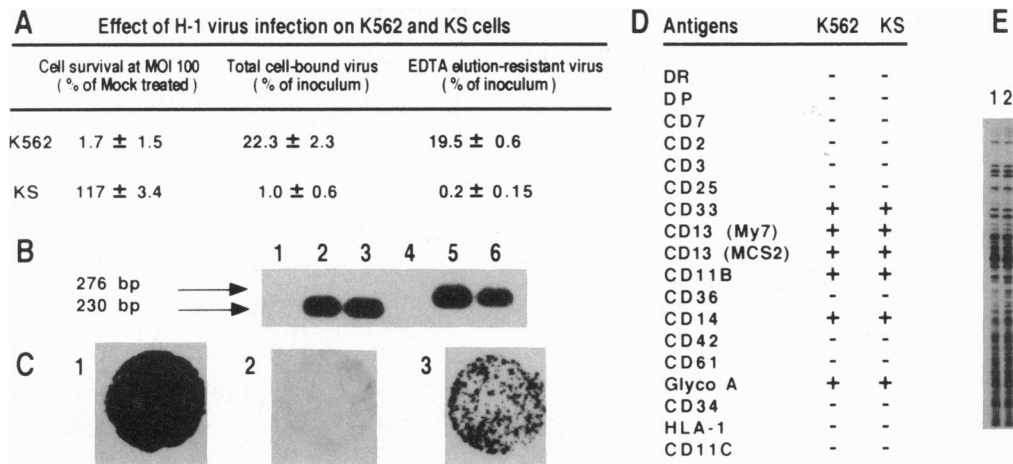 A
Effect of H-1 virus infection on K562 and KS cells
Cell survival at MOI 100 Total cell-bound virus EDTA elution-resistant virus
( % of Mock treated) ( % of inoculum) ( % of inoculum)
K562 1.7 ± 1.5 22.3 ± 2.3 19.5 ± 0.6
KS 117 ± 3.4 1.0 ± 0.6 0.2 ± 0.15
B
1 2 3 4 5 6
276 bp
230 bp
C
1 2 3
D
Antigens K562 KS
DR - -
DP - -
CD7 - -
CD2 - -
CD3 - -
CD25 - -
CD33 + +
CD13 (My7) + +
CD13 (MCS2) + +
CD11B + +
CD36 - -
CD14 + +
CD42 - -
CD61 - -
Glyco A + +
CD34 - -
HLA-1 - -
CD11C - -
E
1 2